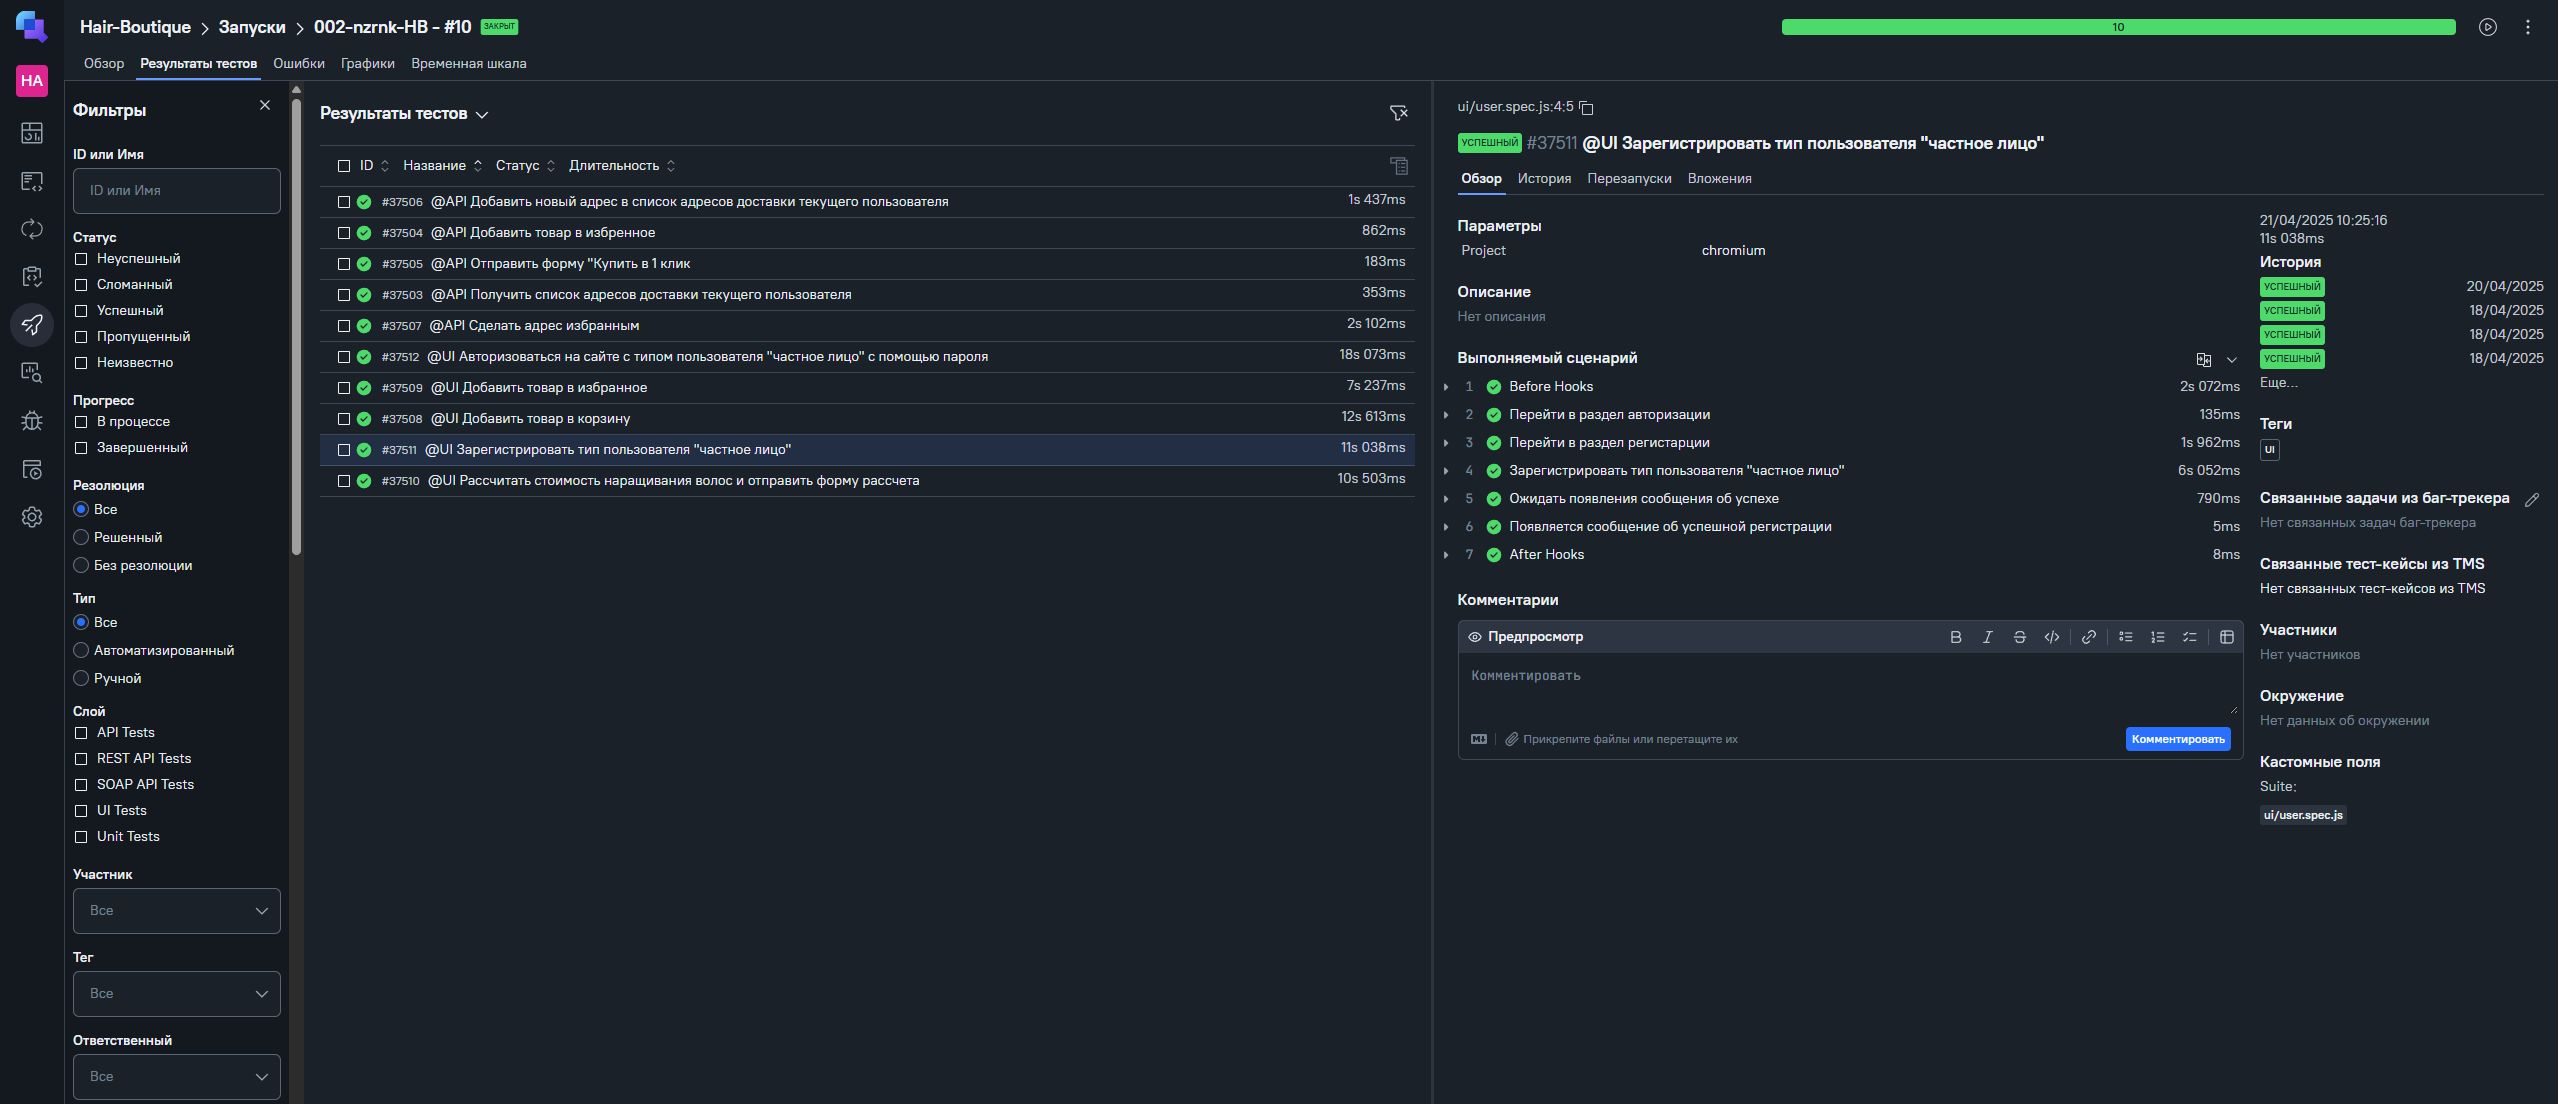 Hair-Boutique > Запуски > 002-nzrnk-HB - #10 ЗАКРЫТ
10
HA
Обзор Результаты тестов Ошибки Графики Временная шкала
Фильтры
ID или Имя
ID или Имя
Статус
Неуспешный
Сломанный
Успешный
Пропущенный
Неизвестно
Прогресс
В процессе
Завершенный
Резолюция
Все
Решенный
Без резолюции
Тип
Все
Автоматизированный
Ручной
Слой
API Tests
REST API Tests
SOAP API Tests
UI Tests
Unit Tests
Участник
Все
Тег
Все
Ответственный
Все
Результаты тестов
ID Название Статус Длительность
#37506 @API Добавить новый адрес в список адресов доставки текущего пользователя 1s 437ms
#37504 @API Добавить товар в избренное 862ms
#37505 @API Отправить форму "Купить в 1 клик 183ms
#37503 @API Получить список адресов доставки текущего пользователя 353ms
#37507 @API Сделать адрес избранным 2s 102ms
#37512 @UI Авторизоваться на сайте с типом пользователя "частное лицо" с помощью пароля 18s 073ms
#37509 @UI Добавить товар в избранное 7s 237ms
#37508 @UI Добавить товар в корзину 12s 613ms
#37511 @UI Зарегистрировать тип пользователя "частное лицо" 11s 038ms
#37510 @UI Рассчитать стоимость наращивания волос и отправить форму рассчета 10s 503ms
ui/user.spec.js:4:5
УСПЕШНЫЙ #37511 @UI Зарегистрировать тип пользователя "частное лицо"
Обзор История Перезапуски Вложения
Параметры
Project chromium
Описание
Нет описания
Выполняемый сценарий
1 Before Hooks 2s 072ms
2 Перейти в раздел авторизации 135ms
3 Перейти в раздел регистарции 1s 962ms
4 Зарегистрировать тип пользователя "частное лицо" 6s 052ms
5 Ожидать появления сообщения об успехе 790ms
6 Появляется сообщение об успешной регистрации 5ms
7 After Hooks 8ms
Комментарии
Предпросмотр
Комментировать
Прикрепите файлы или перетащите их
Комментировать
21/04/2025 10:25:16
11s 038ms
История
УСПЕШНЫЙ 20/04/2025
УСПЕШНЫЙ 18/04/2025
УСПЕШНЫЙ 18/04/2025
УСПЕШНЫЙ 18/04/2025
Еще...
Теги
UI
Связанные задачи из баг-трекера
Нет связанных задач баг-трекера
Связанные тест-кейсы из TMS
Нет связанных тест-кейсов из TMS
Участники
Нет участников
Окружение
Нет данных об окружении
Кастомные поля
Suite:
ui/user.spec.js